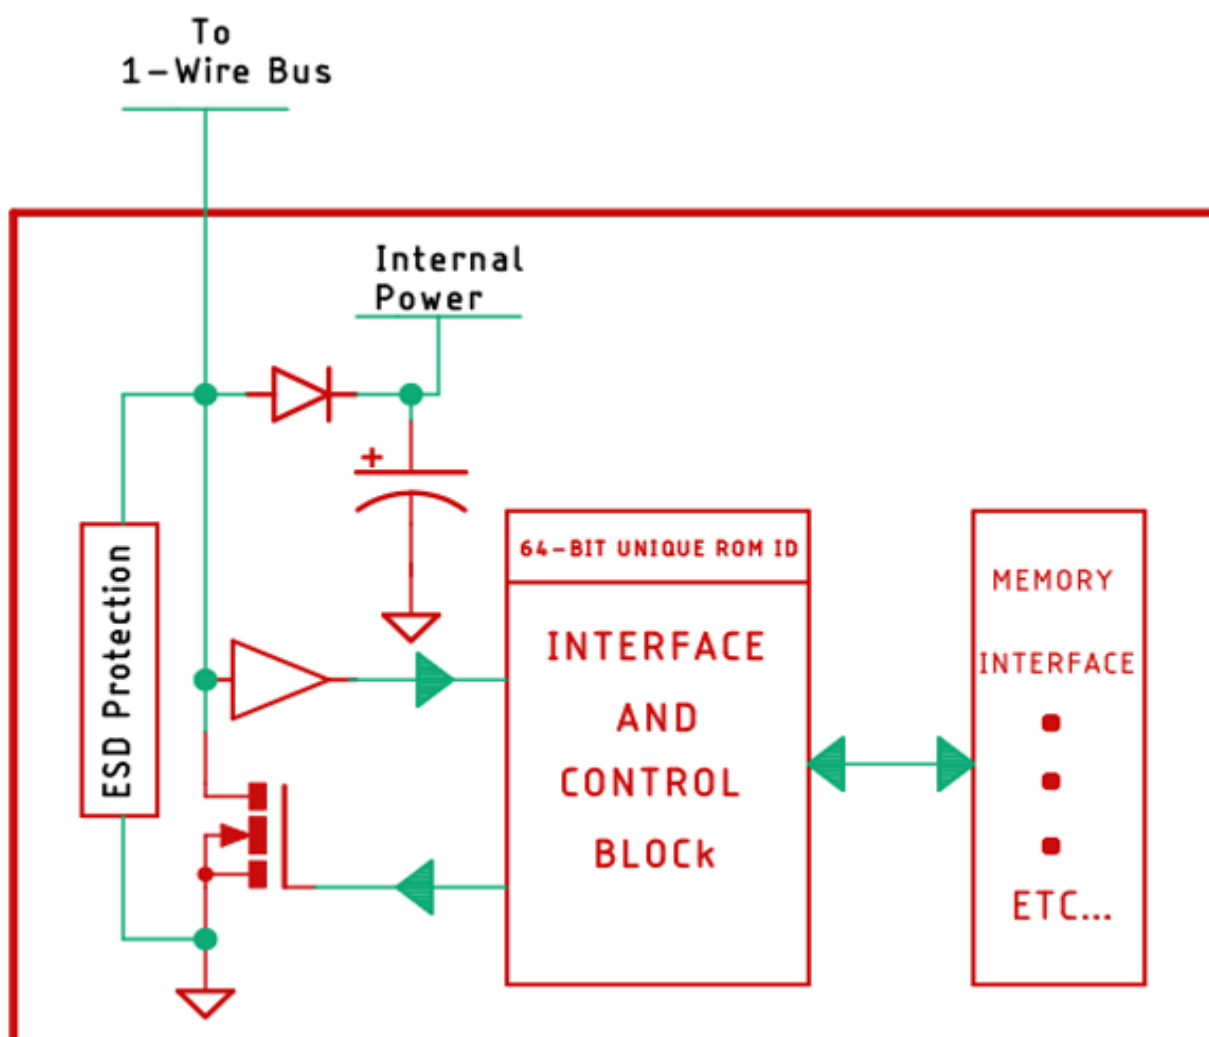 To
1-Wire Bus
Internal
Power
+
ESD Protection
64-BIT UNIQUE ROM ID
INTERFACE
AND
CONTROL
BLOCk
MEMORY
INTERFACE
ETC...